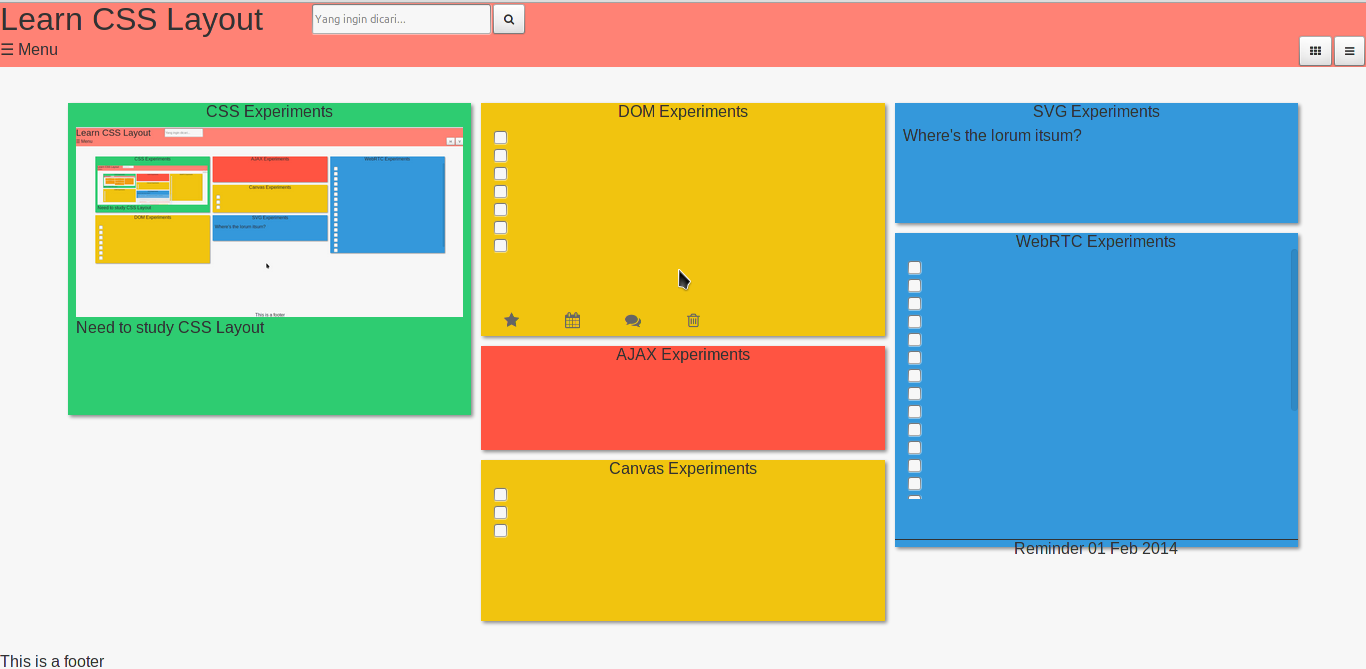 Learn CSS Layout
Yang ingin dicari...
☰ Menu
CSS Experiments
Learn CSS Layout
☰ Menu
CSS Experiments
Need to study CSS Layout
DOM Experiments
AJAX Experiments
Canvas Experiments
SVG Experiments
Where's the lorum itsum?
WebRTC Experiments
This is a footer
Need to study CSS Layout
DOM Experiments
AJAX Experiments
Canvas Experiments
SVG Experiments
Where's the lorum itsum?
WebRTC Experiments
Reminder 01 Feb 2014
This is a footer